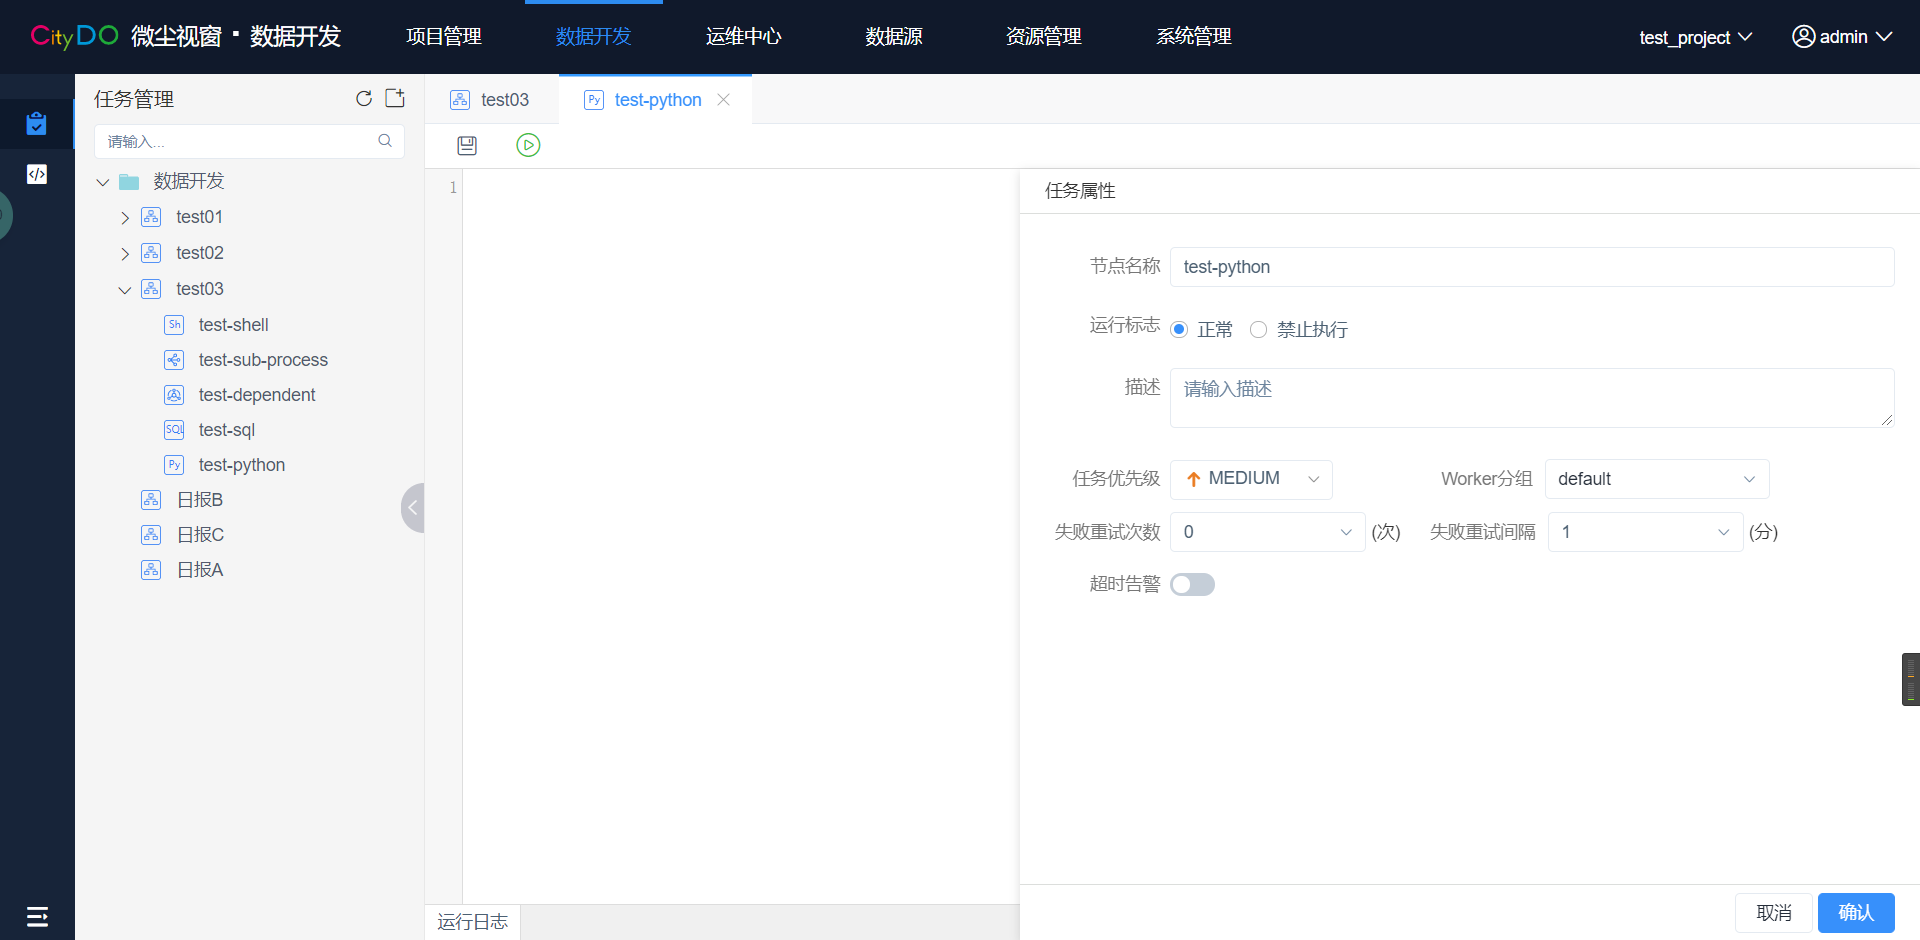 CityDO 微尘视窗 · 数据开发
项目管理
数据开发
运维中心
数据源
资源管理
系统管理
test_project
admin
任务管理
请输入...
数据开发
test01
test02
test03
Sh test-shell
test-sub-process
test-dependent
SQL test-sql
Py test-python
日报B
日报C
日报A
test03
Py test-python
1
运行日志
任务属性
节点名称 test-python
运行标志 正常 禁止执行
描述 请输入描述
任务优先级 MEDIUM Worker分组 default
失败重试次数 0 (次) 失败重试间隔 1 (分)
超时告警
取消 确认